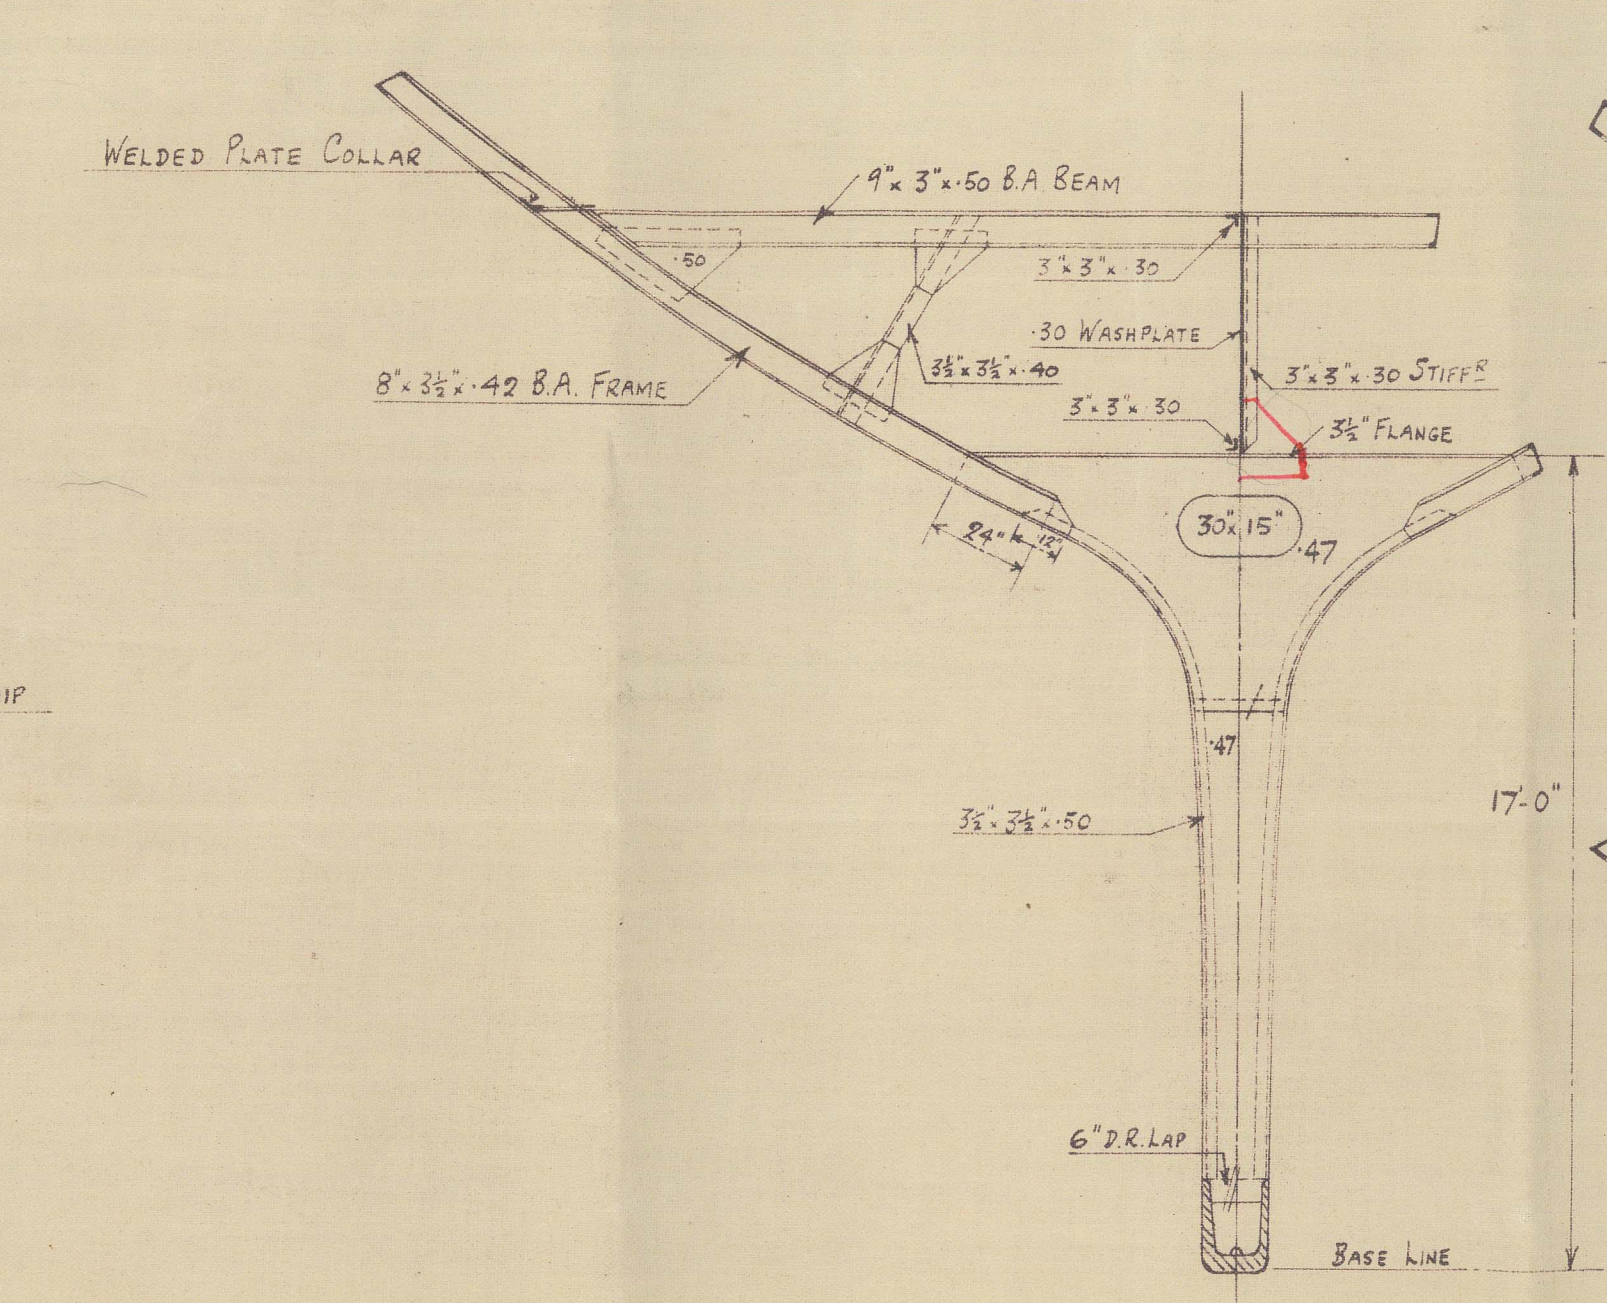 WELDED PLATE COLLAR
9"x 3"x .50 B.A. BEAM
.50
3"x 3"x .30
.30 WASHPLATE
3½"x 3½"x .40
3"x 3"x .30 STIFFR
8"x 3½"x .42 B.A. FRAME
3"x 3"x .30
3½" FLANGE
24"
12"
30"x 15"
.47
IP
.47
17'-0"
3½"x 3½"x .50
6" D.R. LAP
BASE LINE